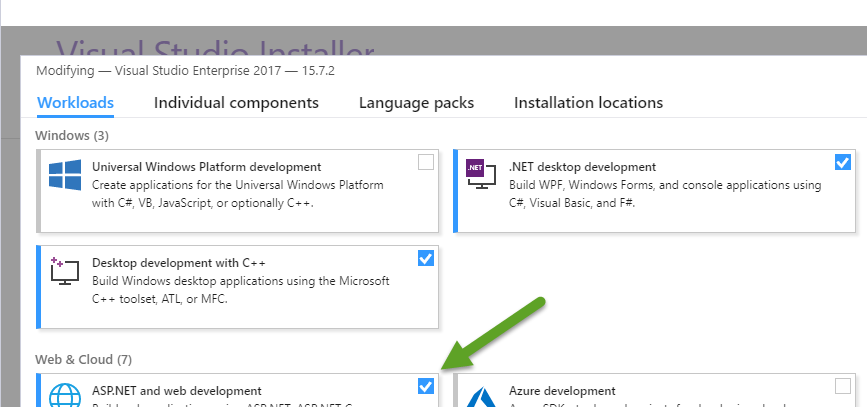 Visual Studio Installer
Modifying — Visual Studio Enterprise 2017 — 15.7.2
Workloads Individual components Language packs Installation locations
Windows (3)
Universal Windows Platform development
Create applications for the Universal Windows Platform
with C#, VB, JavaScript, or optionally C++.
.NET
.NET desktop development
Build WPF, Windows Forms, and console applications using
C#, Visual Basic, and F#.
Desktop development with C++
Build Windows desktop applications using the Microsoft
C++ toolset, ATL, or MFC.
Web & Cloud (7)
ASP.NET and web development
Azure development